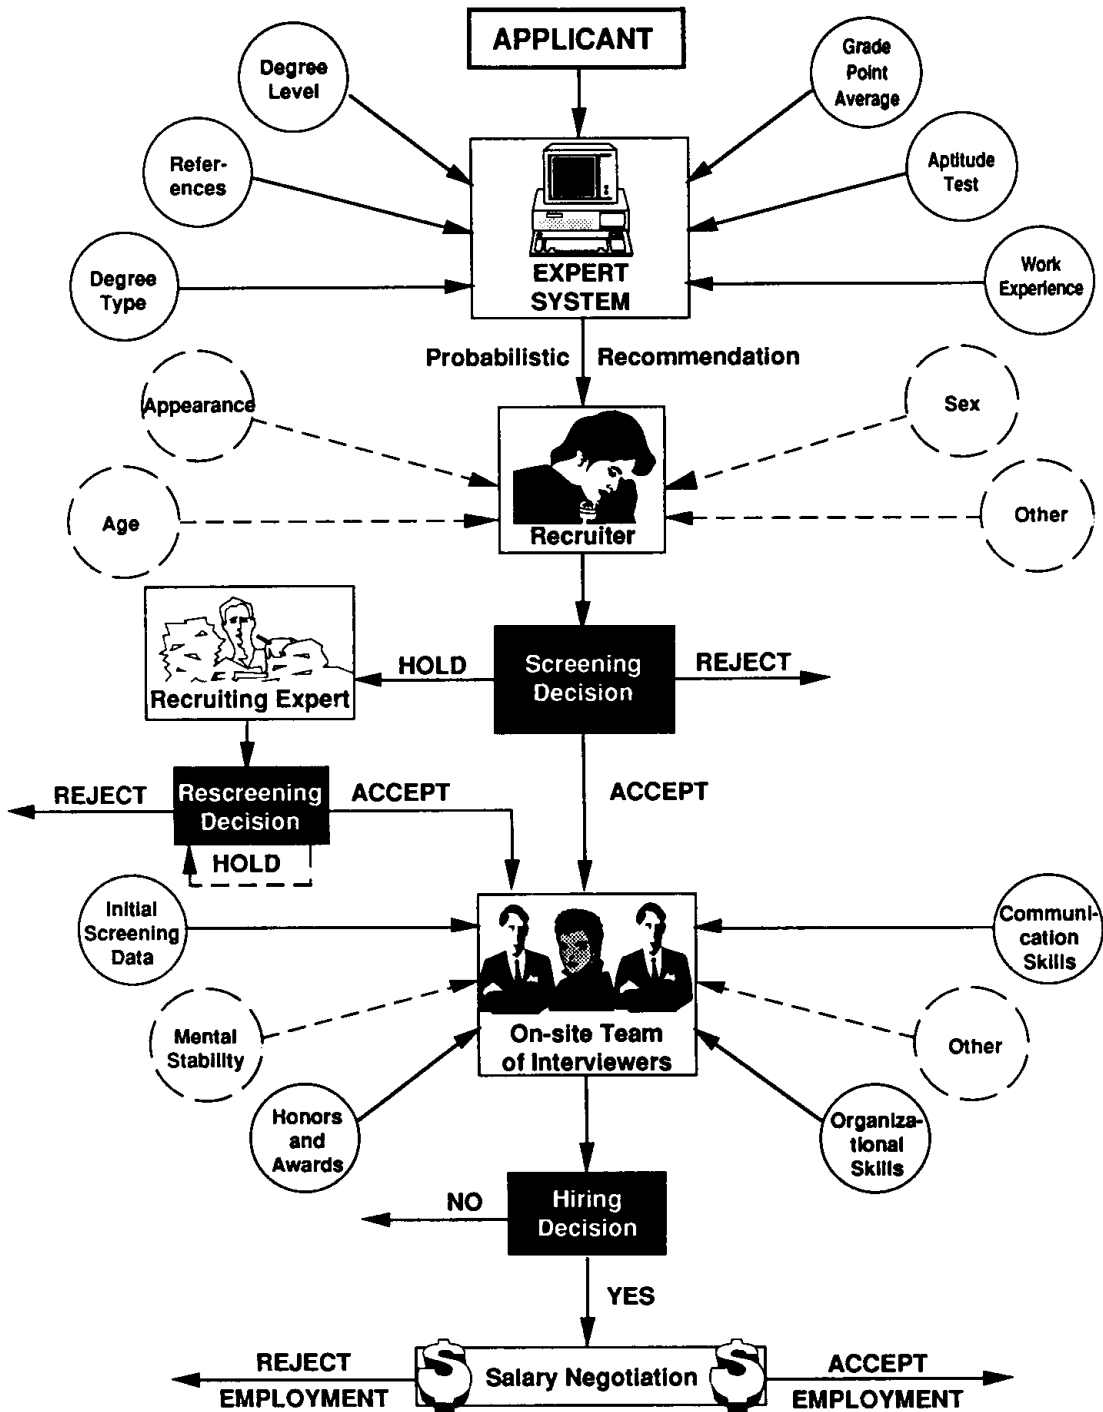 APPLICANT
Degree
Level
Grade
Point
Average
Refer-
ences
Aptitude
Test
Degree
Type
EXPERT
SYSTEM
Work
Experience
Probabilistic Recommendation
Appearance
Sex
Age
Recruiter
Other
Recruiting Expert
HOLD
Screening
Decision
REJECT
REJECT
Rescreening
Decision
ACCEPT
HOLD
ACCEPT
Initial
Screening
Data
Communi-
cation
Skills
Mental
Stability
On-site Team
of Interviewers
Other
Honors
and
Awards
Organiza-
tional
Skills
NO
Hiring
Decision
YES
REJECT
EMPLOYMENT
$
Salary Negotiation
$
ACCEPT
EMPLOYMENT